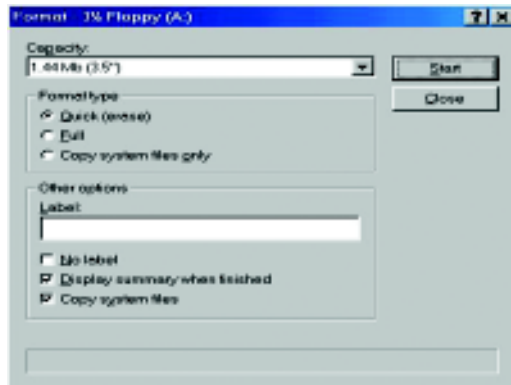 Format - 3½ Floppy (A:)
Capacity:
1.44 Mb (3.5")
Start
Close
Format type
Quick (erase)
Full
Copy system files only
Other options
Label:
No label
Display summary when finished
Copy system files